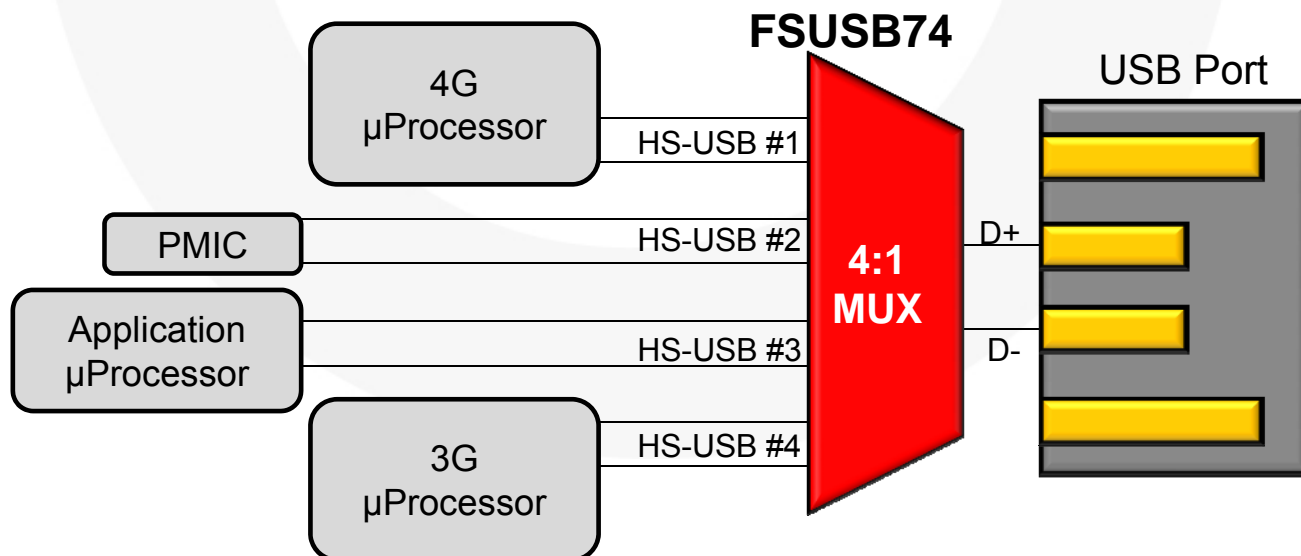 FSUSB74
USB Port
4G
µProcessor
HS-USB #1
PMIC
HS-USB #2
D+
4:1
MUX
Application
µProcessor
HS-USB #3
D-
3G
µProcessor
HS-USB #4